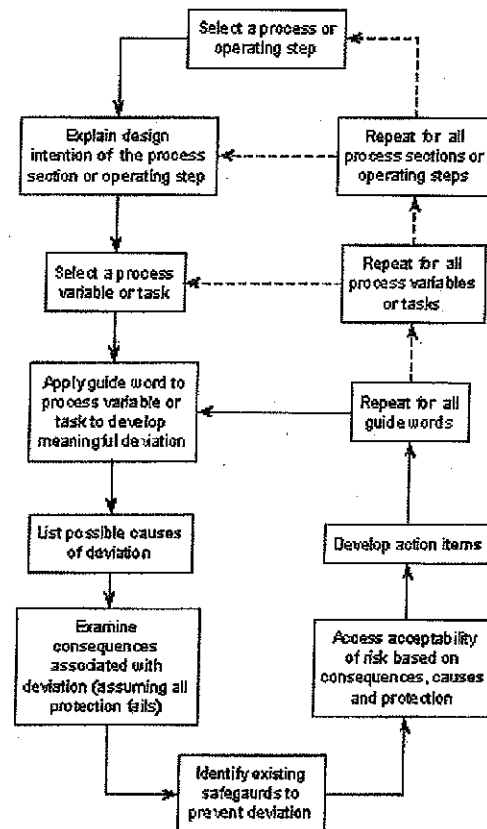 Select a process or
operating step
Explain design
intention of the process
section or operating step
Repeat for all
process sections or
operating steps
Select a process
variable or task
Repeat for all
process variables
or tasks
Apply guide word to
process variable or
task to develop
meaningful deviation
Repeat for all
guide words
List possible causes
of deviation
Develop action items
Examine
consequences
associated with
deviation (assuming all
protection fails)
Access acceptability
of risk based on
consequences, causes
and protection
Identify existing
safegaurds to
prevent deviation